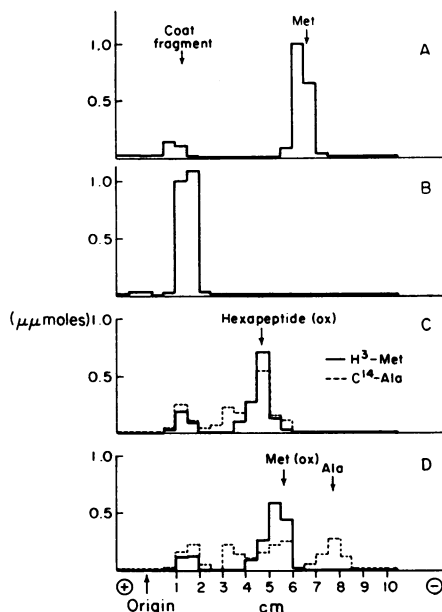 Coat
fragment
Met
A
1.0
0.5
B
1.0
0.5
(μμmoles)
1.0
0.5
Hexapeptide (ox)
C
H³-Met
C¹⁴-Ala
D
1.0
0.5
Met (ox)
Ala
+
1 2 3 4 5 6 7 8 9 10
−
Origin
cm